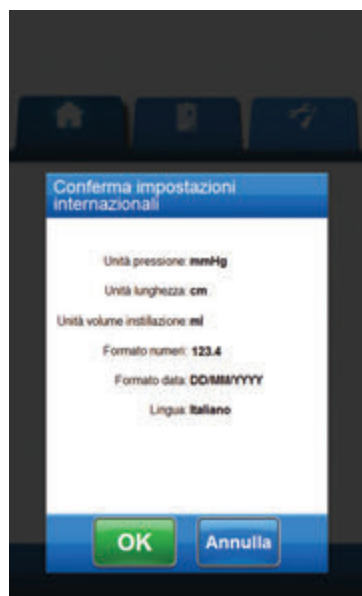 Conferma impostazioni
internazionali
Unità pressione: mmHg
Unità lunghezza: cm
Unità volume instillazione: ml
Formato numeri: 123.4
Formato data: DD/MM/YYYY
Lingua: Italiano
OK
Annulla